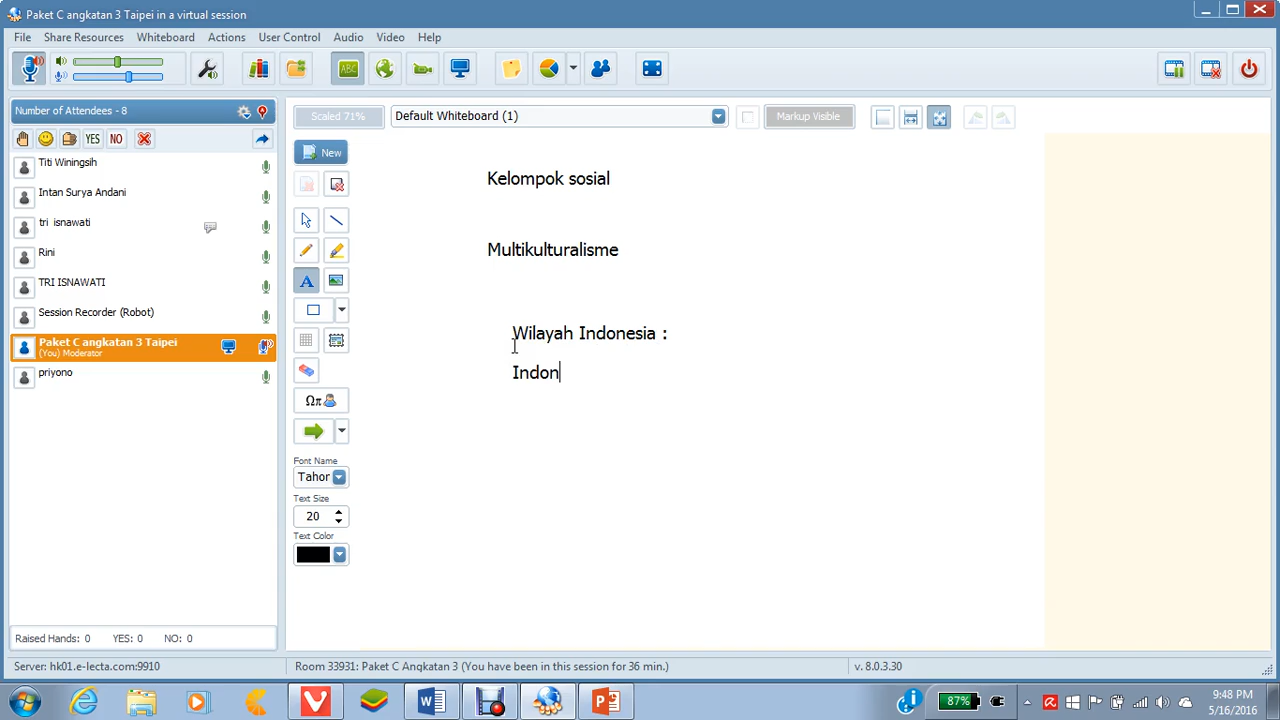 Paket C angkatan 3 Taipei in a virtual session
File Share Resources Whiteboard Actions User Control Audio Video Help
ABC
Number of Attendees - 8
YES NO
Titi Winingsih
Intan Surya Andani
tri isnawati
Rini
TRI ISNAWATI
Session Recorder (Robot)
Paket C angkatan 3 Taipei
(You) Moderator
priyono
Raised Hands: 0 YES: 0 NO: 0
Scaled 71%
Default Whiteboard (1)
Markup Visible
New
A
Ωπ
Font Name
Tahor
Text Size
20
Text Color
Kelompok sosial
Multikulturalisme
Wilayah Indonesia :
Indon
Server: hk01.e-lecta.com:9910
Room 33931: Paket C Angkatan 3 (You have been in this session for 36 min.)
v. 8.0.3.30
87%
9:48 PM
5/16/2016